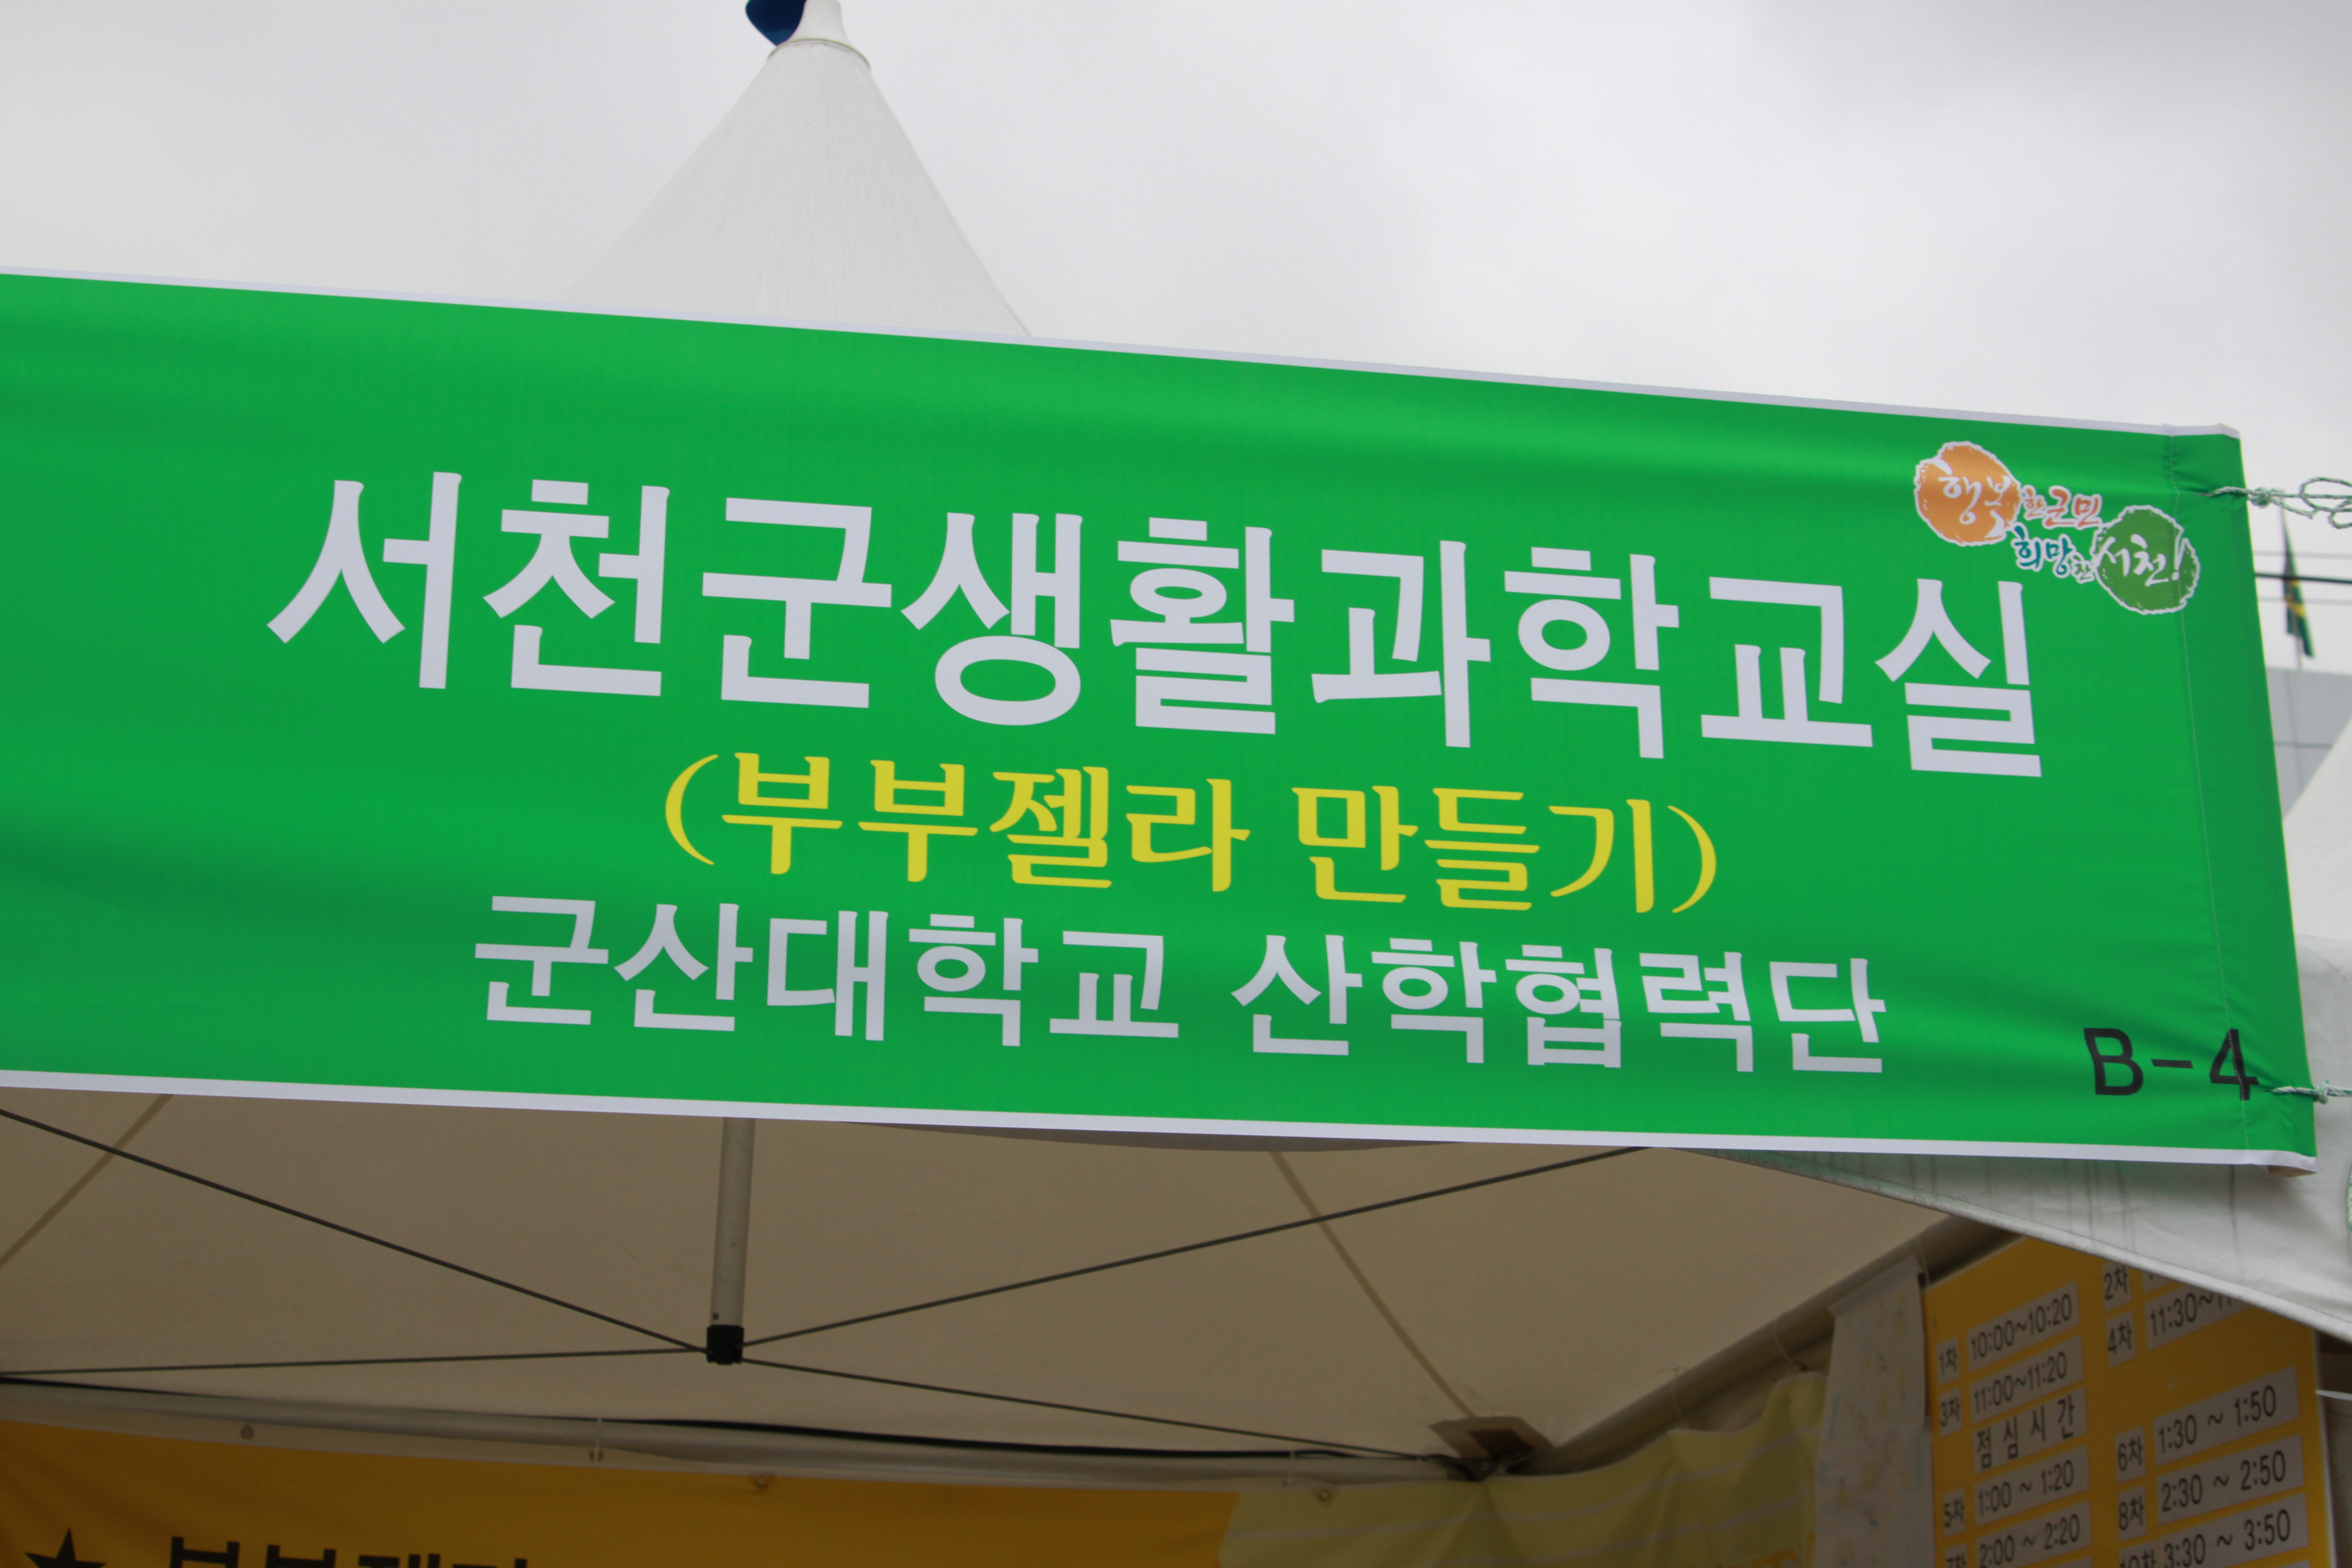 행복한군민
희망찬서천!
서천군생활과학교실
(부부젤라 만들기)
군산대학교 산학협력단
B-4
2차
1차 10:00~10:20
4차 11:30~
3차 11:00~11:20
점심시간
6차 1:30 ~ 1:50
5차 1:00 ~ 1:20
8차 2:30 ~ 2:50
2:00 ~ 2:20
3:30 ~ 3:50
★ 부부젤라